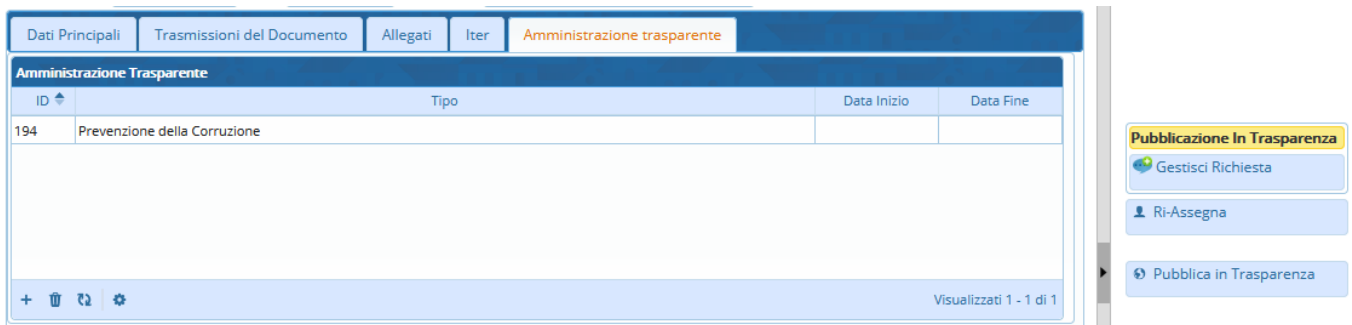 Dati Principali Trasmissioni del Documento Allegati Iter Amministrazione trasparente
Amministrazione Trasparente
ID Tipo Data Inizio Data Fine
194 Prevenzione della Corruzione
Visualizzati 1 - 1 di 1
Pubblicazione In Trasparenza
Gestisci Richiesta
Ri-Assegna
Pubblica in Trasparenza